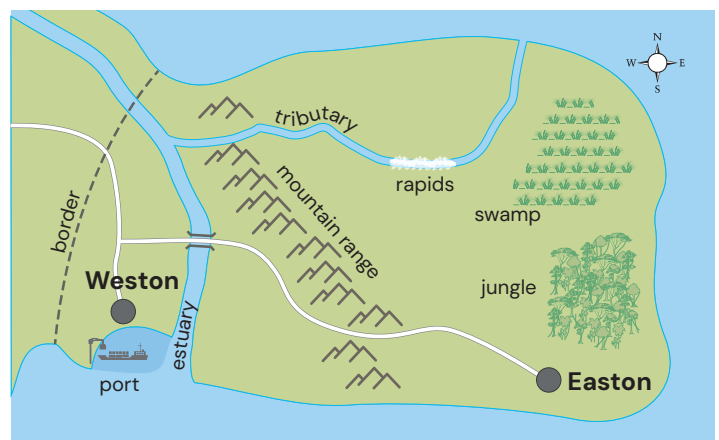 N
W
E
S
tributary
rapids
mountain range
swamp
border
jungle
Weston
estuary
port
Easton